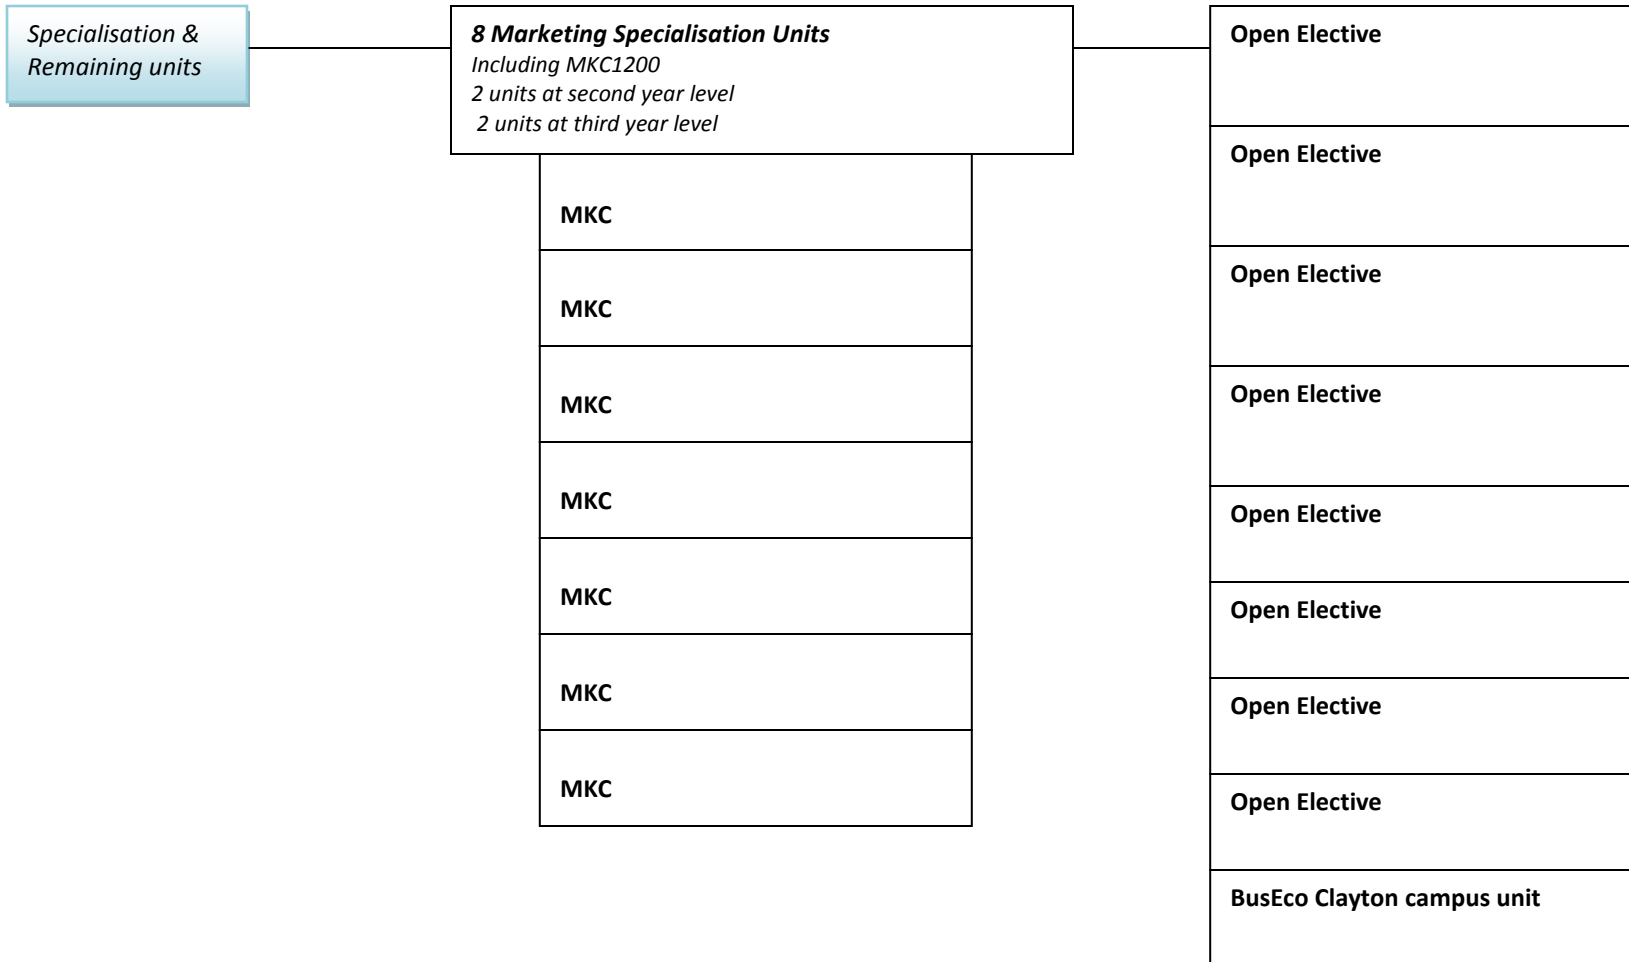 Specialisation &
Remaining units
8 Marketing Specialisation Units
Including MKC1200
2 units at second year level
2 units at third year level
MKC
MKC
MKC
MKC
MKC
MKC
MKC
Open Elective
Open Elective
Open Elective
Open Elective
Open Elective
Open Elective
Open Elective
Open Elective
BusEco Clayton campus unit